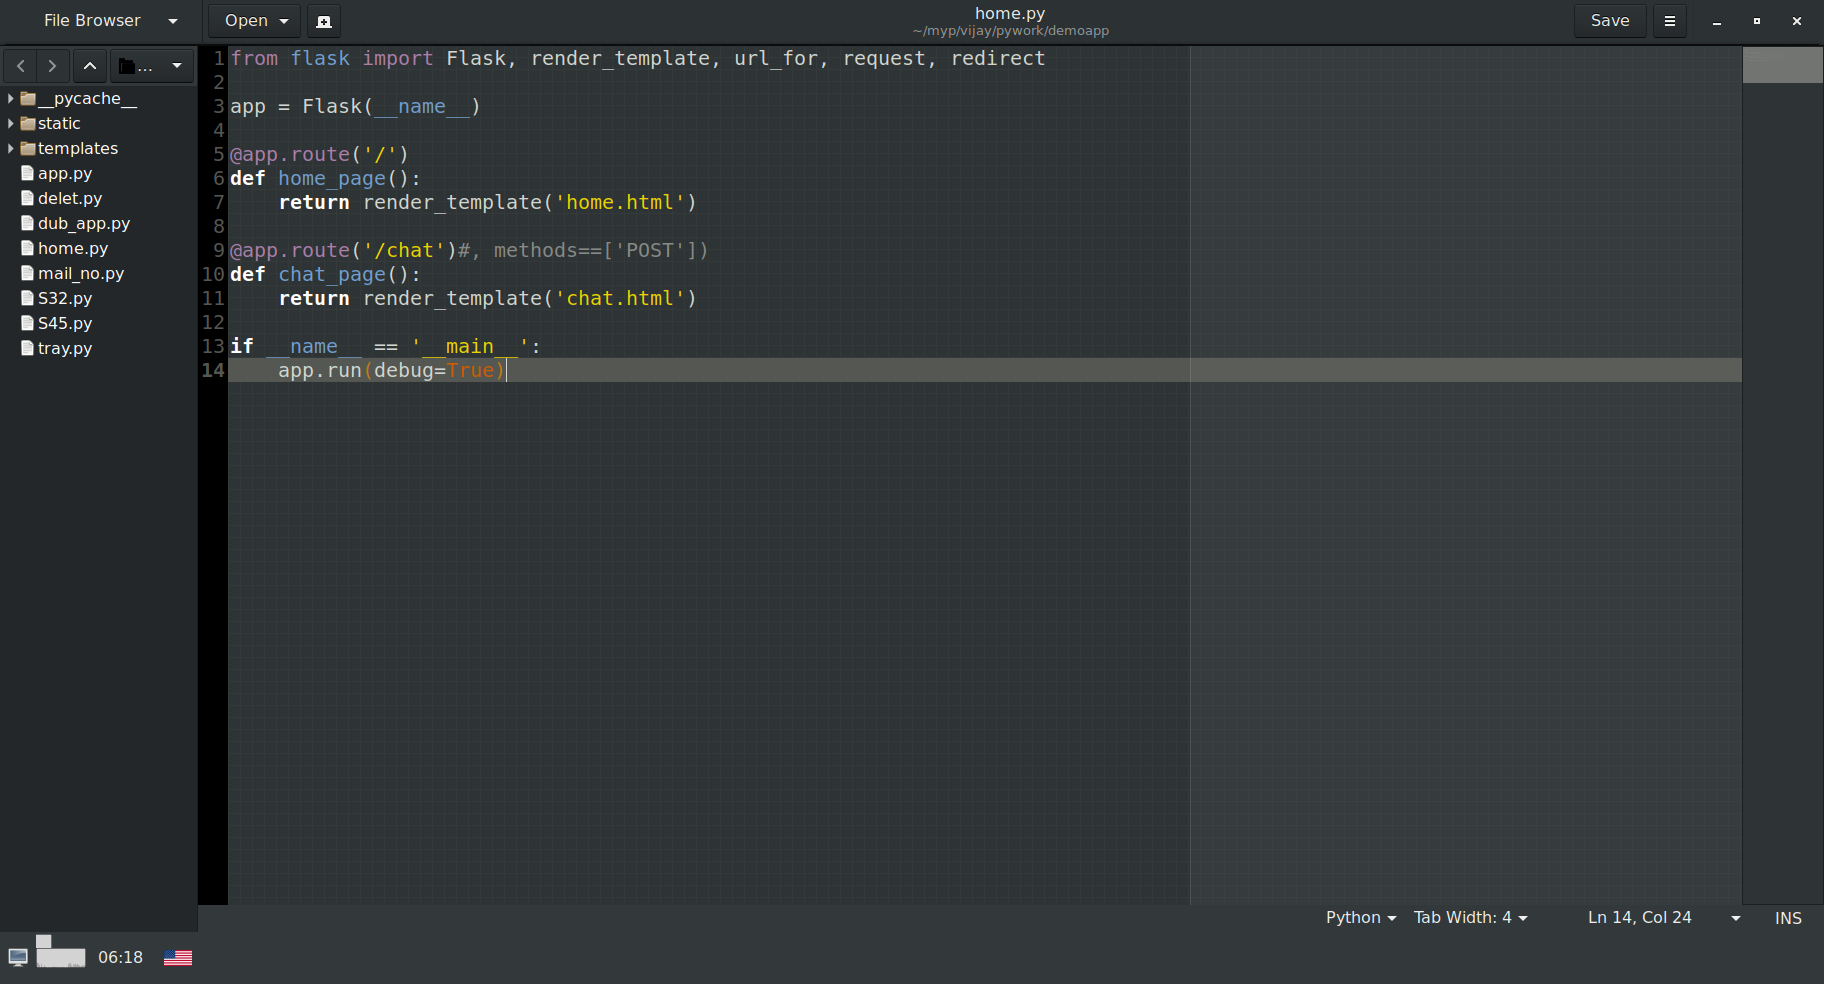 File Browser
Open
home.py
~/myp/vijay/pywork/demoapp
Save
...
__pycache__
static
templates
app.py
delet.py
dub_app.py
home.py
mail_no.py
S32.py
S45.py
tray.py
1 from flask import Flask, render_template, url_for, request, redirect
2
3 app = Flask(__name__)
4
5 @app.route('/')
6 def home_page():
7     return render_template('home.html')
8
9 @app.route('/chat')#, methods==['POST'])
10 def chat_page():
11     return render_template('chat.html')
12
13 if __name__ == '__main__':
14     app.run(debug=True)
Python Tab Width: 4 Ln 14, Col 24 INS
06:18